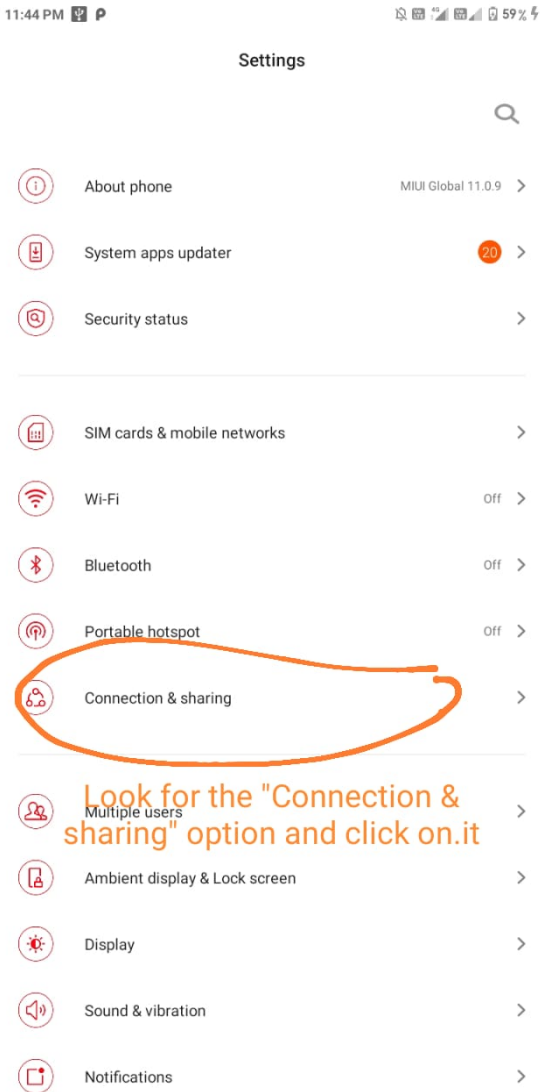 11:44 PM 59%
Settings
About phone MIUI Global 11.0.9
System apps updater 20
Security status
SIM cards & mobile networks
Wi-Fi Off
Bluetooth Off
Portable hotspot Off
Connection & sharing
Look for the "Connection &
Multiple users
sharing" option and click on.it
Ambient display & Lock screen
Display
Sound & vibration
Notifications